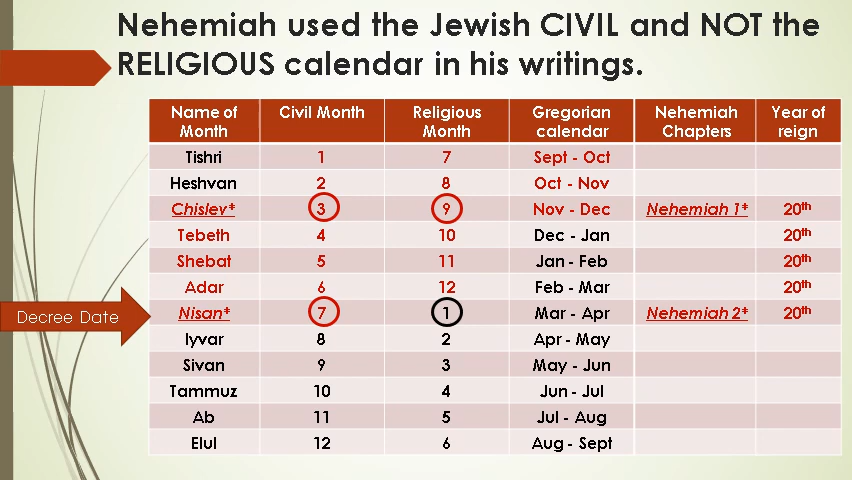 Nehemiah used the Jewish CIVIL and NOT the
RELIGIOUS calendar in his writings.
Name of Month Civil Month Religious Month Gregorian calendar Nehemiah Chapters Year of reign
Tishri 1 7 Sept - Oct
Heshvan 2 8 Oct - Nov
Chislev* 3 9 Nov - Dec Nehemiah 1* 20th
Tebeth 4 10 Dec - Jan 20th
Shebat 5 11 Jan - Feb 20th
Adar 6 12 Feb - Mar 20th
Decree Date Nisan* 7 1 Mar - Apr Nehemiah 2* 20th
Iyvar 8 2 Apr - May
Sivan 9 3 May - Jun
Tammuz 10 4 Jun - Jul
Ab 11 5 Jul - Aug
Elul 12 6 Aug - Sept